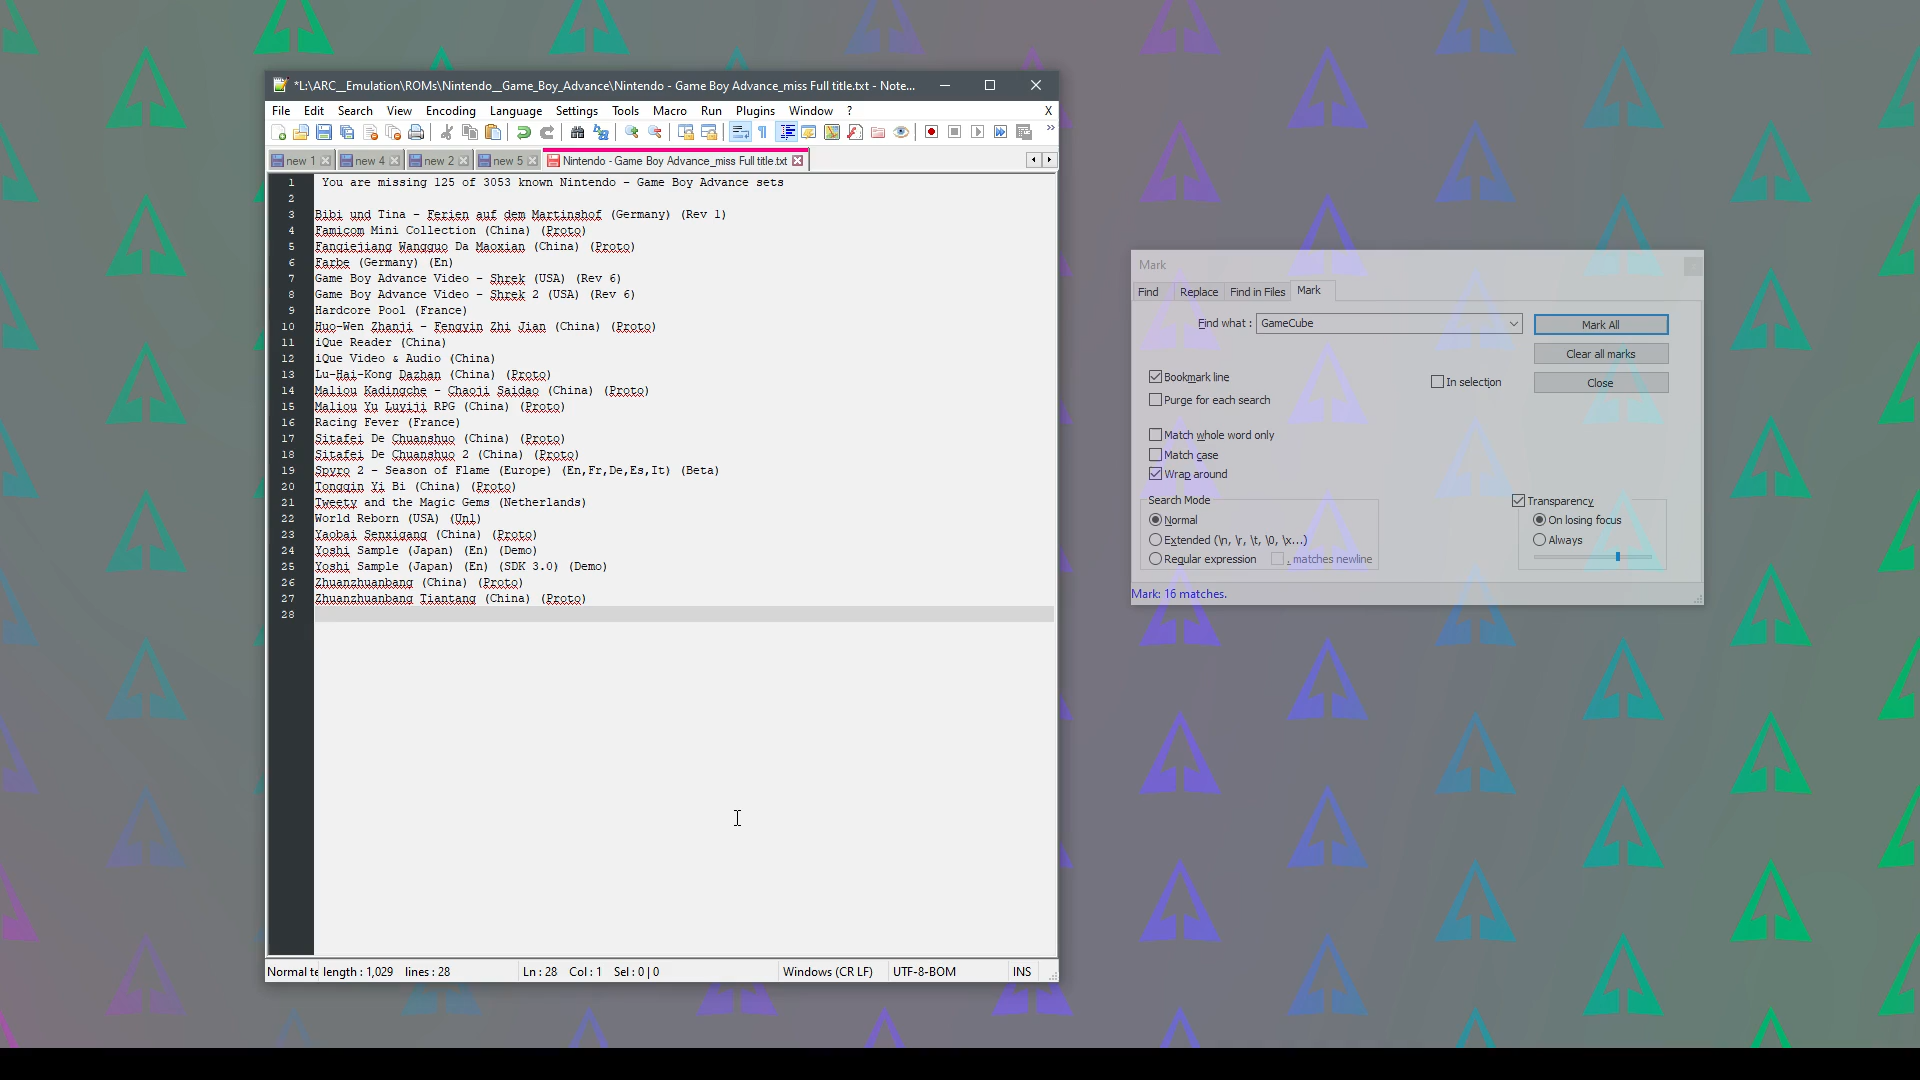 *L:\ARC__Emulation\ROMs\Nintendo__Game_Boy_Advance\Nintendo - Game Boy Advance_miss Full title.txt - Note...
File Edit Search View Encoding Language Settings Tools Macro Run Plugins Window ? X
new 1 new 4 new 2 new 5 Nintendo - Game Boy Advance_miss Full title.txt
1 You are missing 125 of 3053 known Nintendo - Game Boy Advance sets
2
3 Bibi und Tina - Ferien auf dem Martinshof (Germany) (Rev 1)
4 Famicom Mini Collection (China) (Proto)
5 Fangiejiang Wangguo Da Maoxian (China) (Proto)
6 Farbe (Germany) (En)
7 Game Boy Advance Video - Shrek (USA) (Rev 6)
8 Game Boy Advance Video - Shrek 2 (USA) (Rev 6)
9 Hardcore Pool (France)
10 Huo-Wen Zhanji - Fengyin Zhi Jian (China) (Proto)
11 iQue Reader (China)
12 iQue Video & Audio (China)
13 Lu-Hai-Kong Dazhan (China) (Proto)
14 Maliou Kadingche - Chaoji Saidao (China) (Proto)
15 Maliou Yu Luyiji RPG (China) (Proto)
16 Racing Fever (France)
17 Sitafei De Chuanshuo (China) (Proto)
18 Sitafei De Chuanshuo 2 (China) (Proto)
19 Spyro 2 - Season of Flame (Europe) (En,Fr,De,Es,It) (Beta)
20 Tongqin Yi Bi (China) (Proto)
21 Tweety and the Magic Gems (Netherlands)
22 World Reborn (USA) (Unl)
23 Yaobai Senxigang (China) (Proto)
24 Yoshi Sample (Japan) (En) (Demo)
25 Yoshi Sample (Japan) (En) (SDK 3.0) (Demo)
26 Zhuanzhuanbang (China) (Proto)
27 Zhuanzhuanbang Tiantang (China) (Proto)
28
Normal te length : 1,029 lines : 28 Ln : 28 Col : 1 Sel : 0 | 0 Windows (CR LF) UTF-8-BOM INS
Mark
Find Replace Find in Files Mark
Find what : GameCube Mark All
Clear all marks
Bookmark line In selection Close
Purge for each search
Match whole word only
Match case
Wrap around
Search Mode Transparency
Normal On losing focus
Extended (\n, \r, \t, \0, \x...) Always
Regular expression . matches newline
Mark: 16 matches.